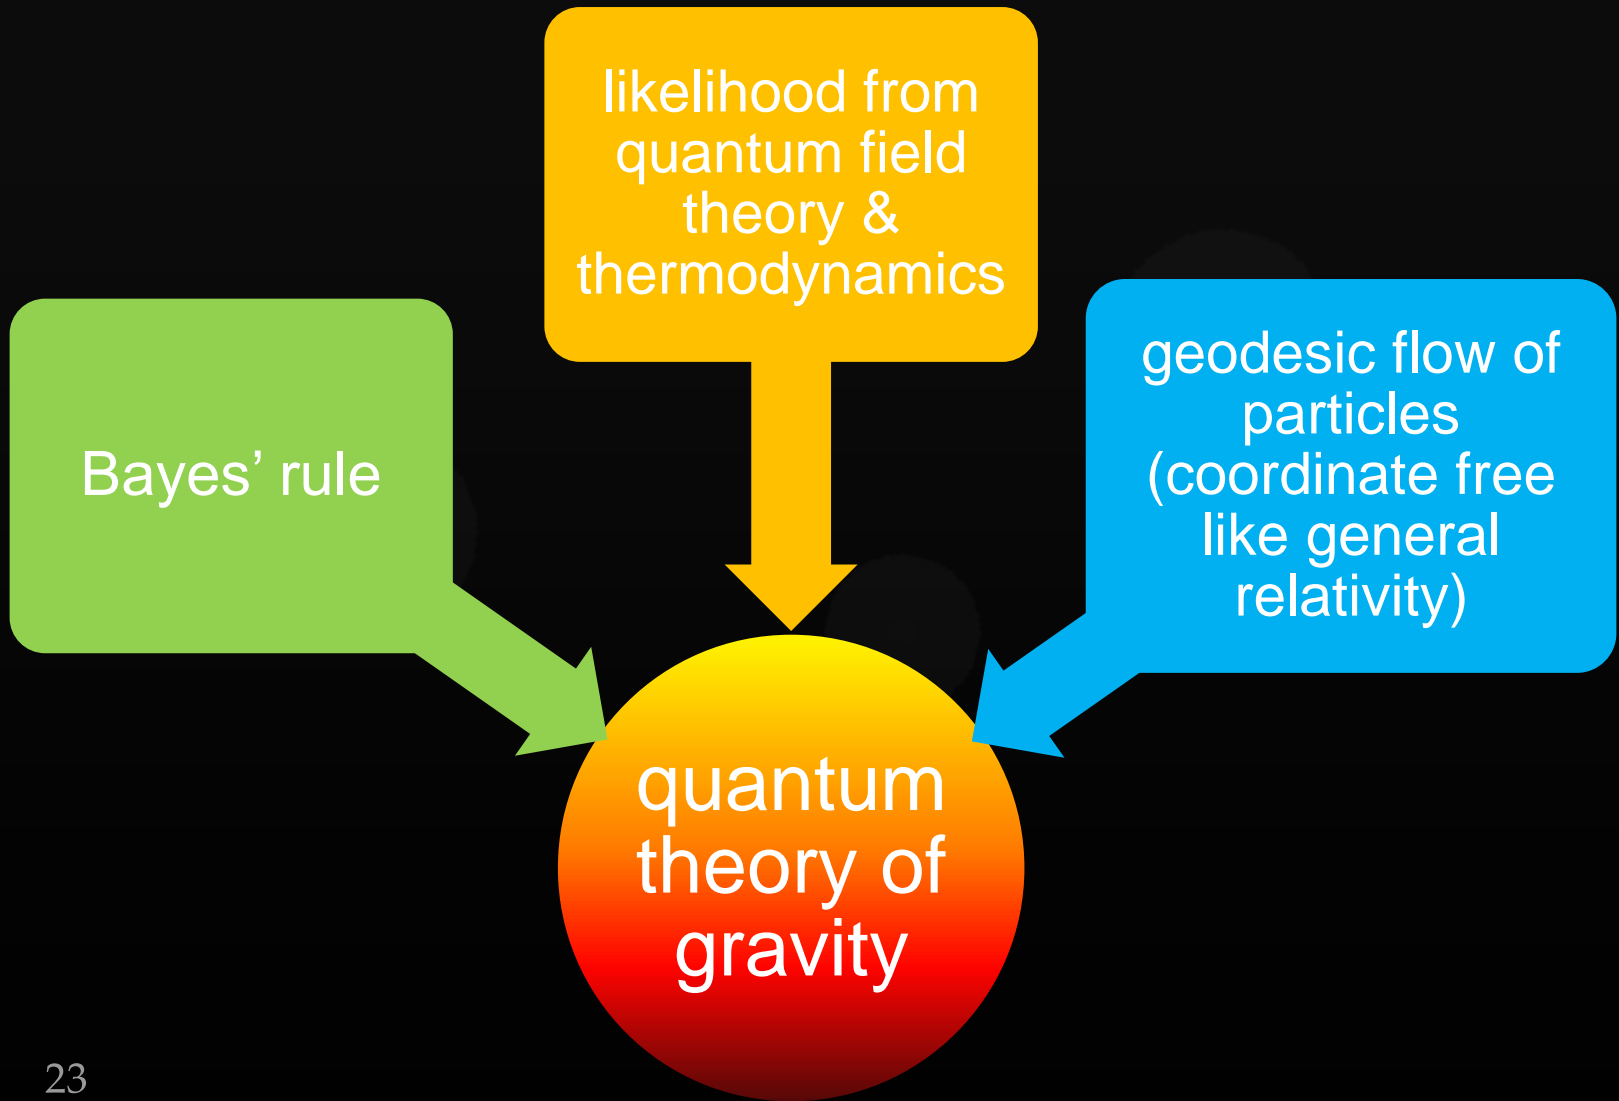 likelihood from
quantum field
theory &
thermodynamics
Bayes’ rule
geodesic flow of
particles
(coordinate free
like general
relativity)
quantum
theory of
gravity
23